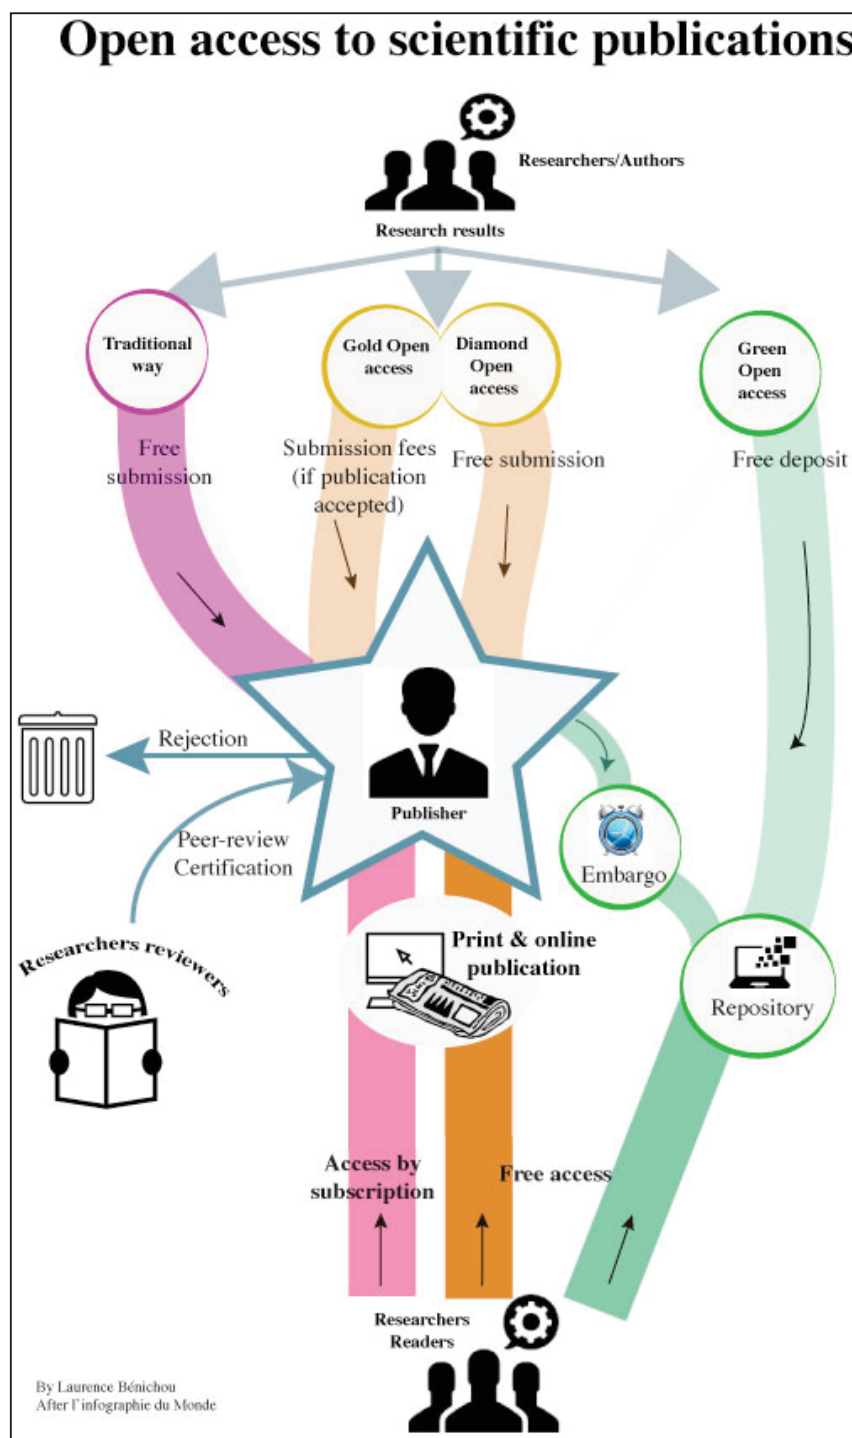 Open access to scientific publications
Researchers/Authors
Research results
Traditional
way
Gold Open
access
Diamond
Open
access
Green
Open
access
Free
submission
Submission fees
(if publication
accepted)
Free submission
Free deposit
Rejection
Publisher
Peer-review
Certification
Embargo
Researchers reviewers
Print & online
publication
Repository
Access by
subscription
Free access
Researchers
Readers
By Laurence Bénichou
After l'infographie du Monde